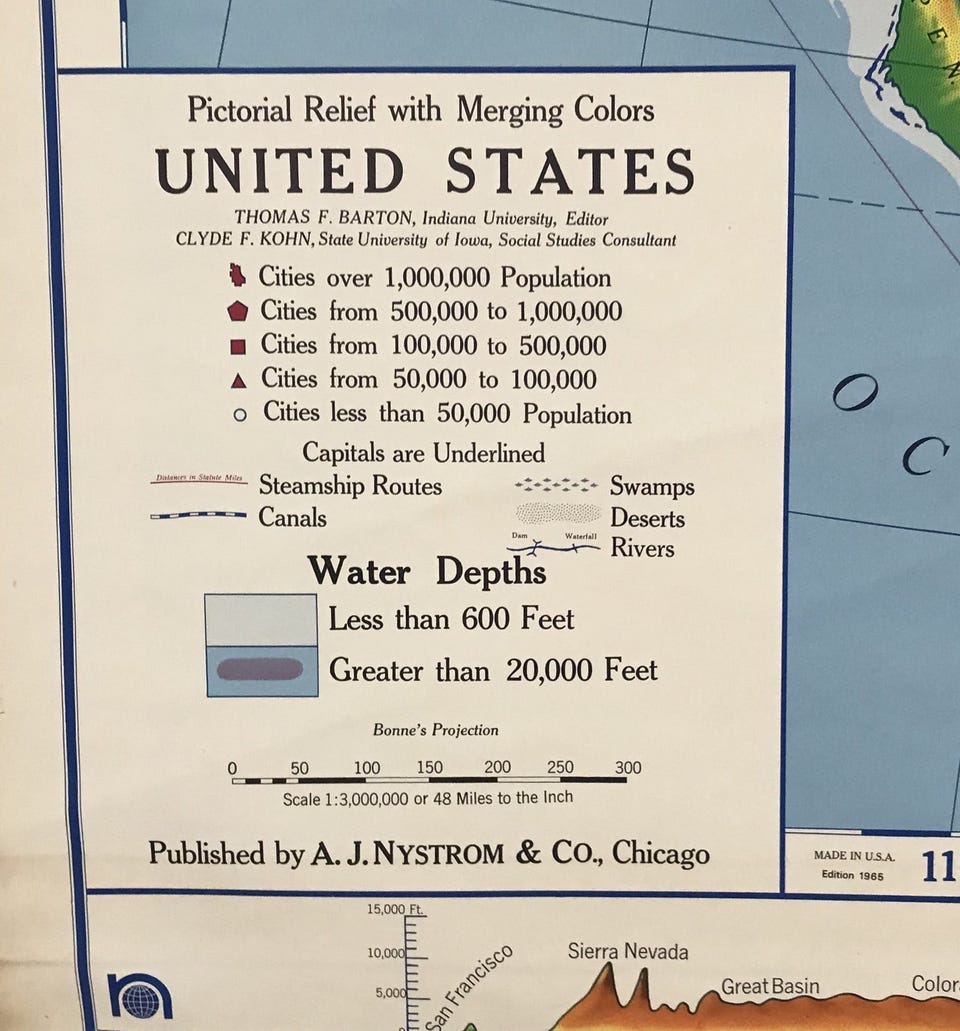 Pictorial Relief with Merging Colors
UNITED STATES
THOMAS F. BARTON, Indiana University, Editor
CLYDE F. KOHN, State University of Iowa, Social Studies Consultant
Cities over 1,000,000 Population
Cities from 500,000 to 1,000,000
Cities from 100,000 to 500,000
Cities from 50,000 to 100,000
Cities less than 50,000 Population
Capitals are Underlined
Distances in Statute Miles
Steamship Routes
Canals
Swamps
Deserts
Dam Waterfall
Rivers
Water Depths
Less than 600 Feet
Greater than 20,000 Feet
Bonne's Projection
0 50 100 150 200 250 300
Scale 1:3,000,000 or 48 Miles to the Inch
Published by A. J. NYSTROM & CO., Chicago
O
C
MADE IN U.S.A.
Edition 1965
11
15,000 Ft.
10,000
5,000
San Francisco
Sierra Nevada
Great Basin
Color
n